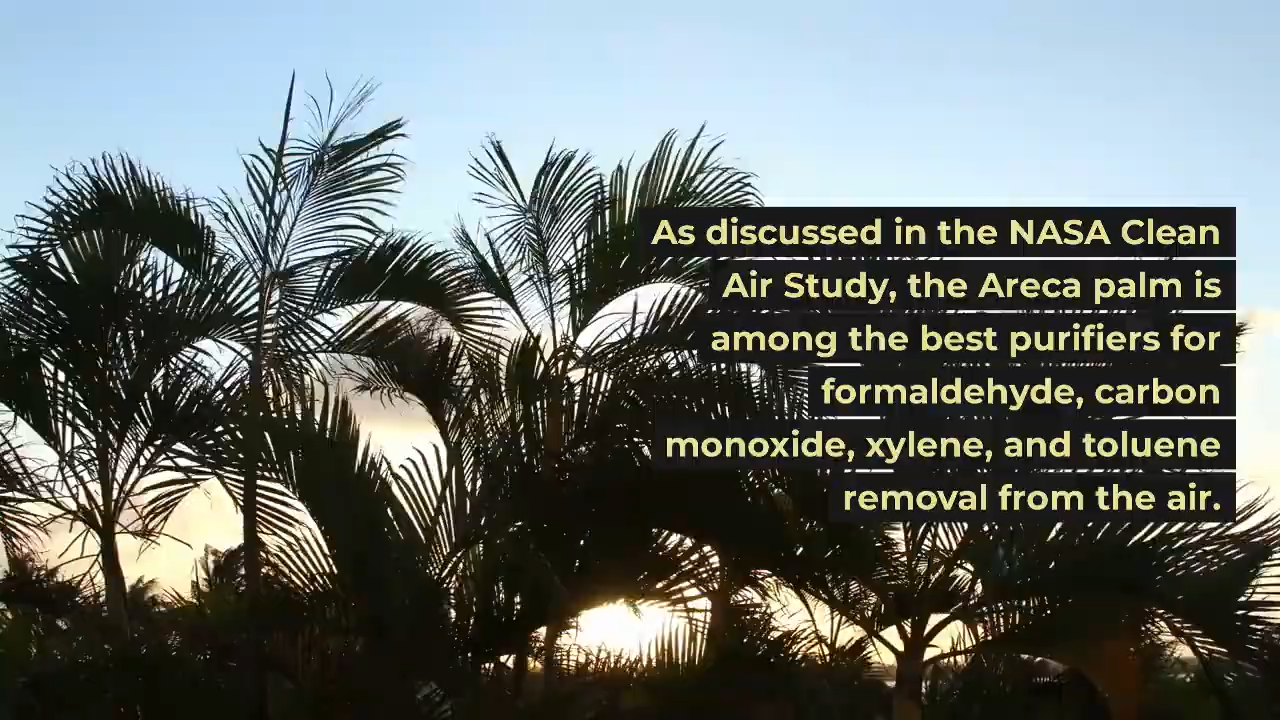 As discussed in the NASA Clean
Air Study, the Areca palm is
among the best purifiers for
formaldehyde, carbon
monoxide, xylene, and toluene
removal from the air.